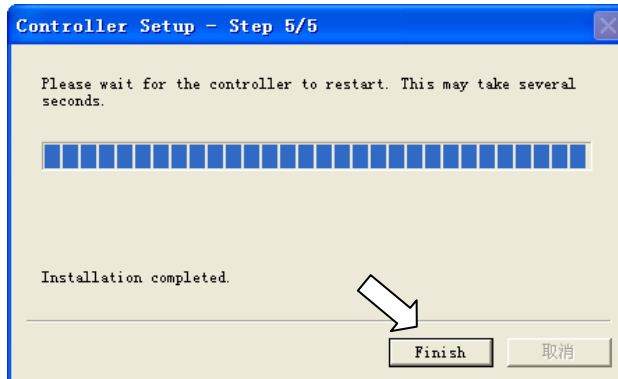 Controller Setup - Step 5/5
Please wait for the controller to restart. This may take several
seconds.
Installation completed.
Finish
取消